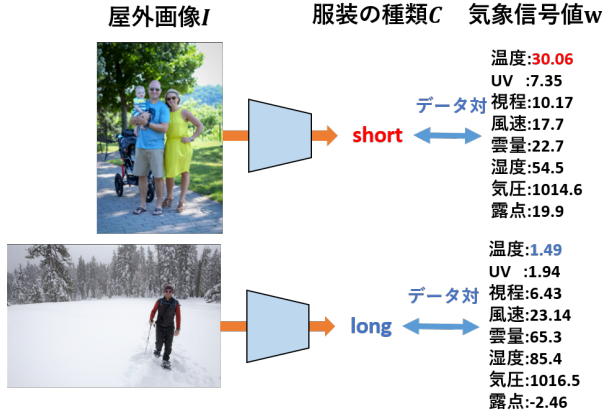 屋外画像I
服装の種類C
気象信号値w
温度:30.06
UV :7.35
視程:10.17
風速:17.7
雲量:22.7
湿度:54.5
気圧:1014.6
露点:19.9
データ対
short
温度:1.49
UV :1.94
視程:6.43
風速:23.14
雲量:65.3
湿度:85.4
気圧:1016.5
露点:-2.46
データ対
long